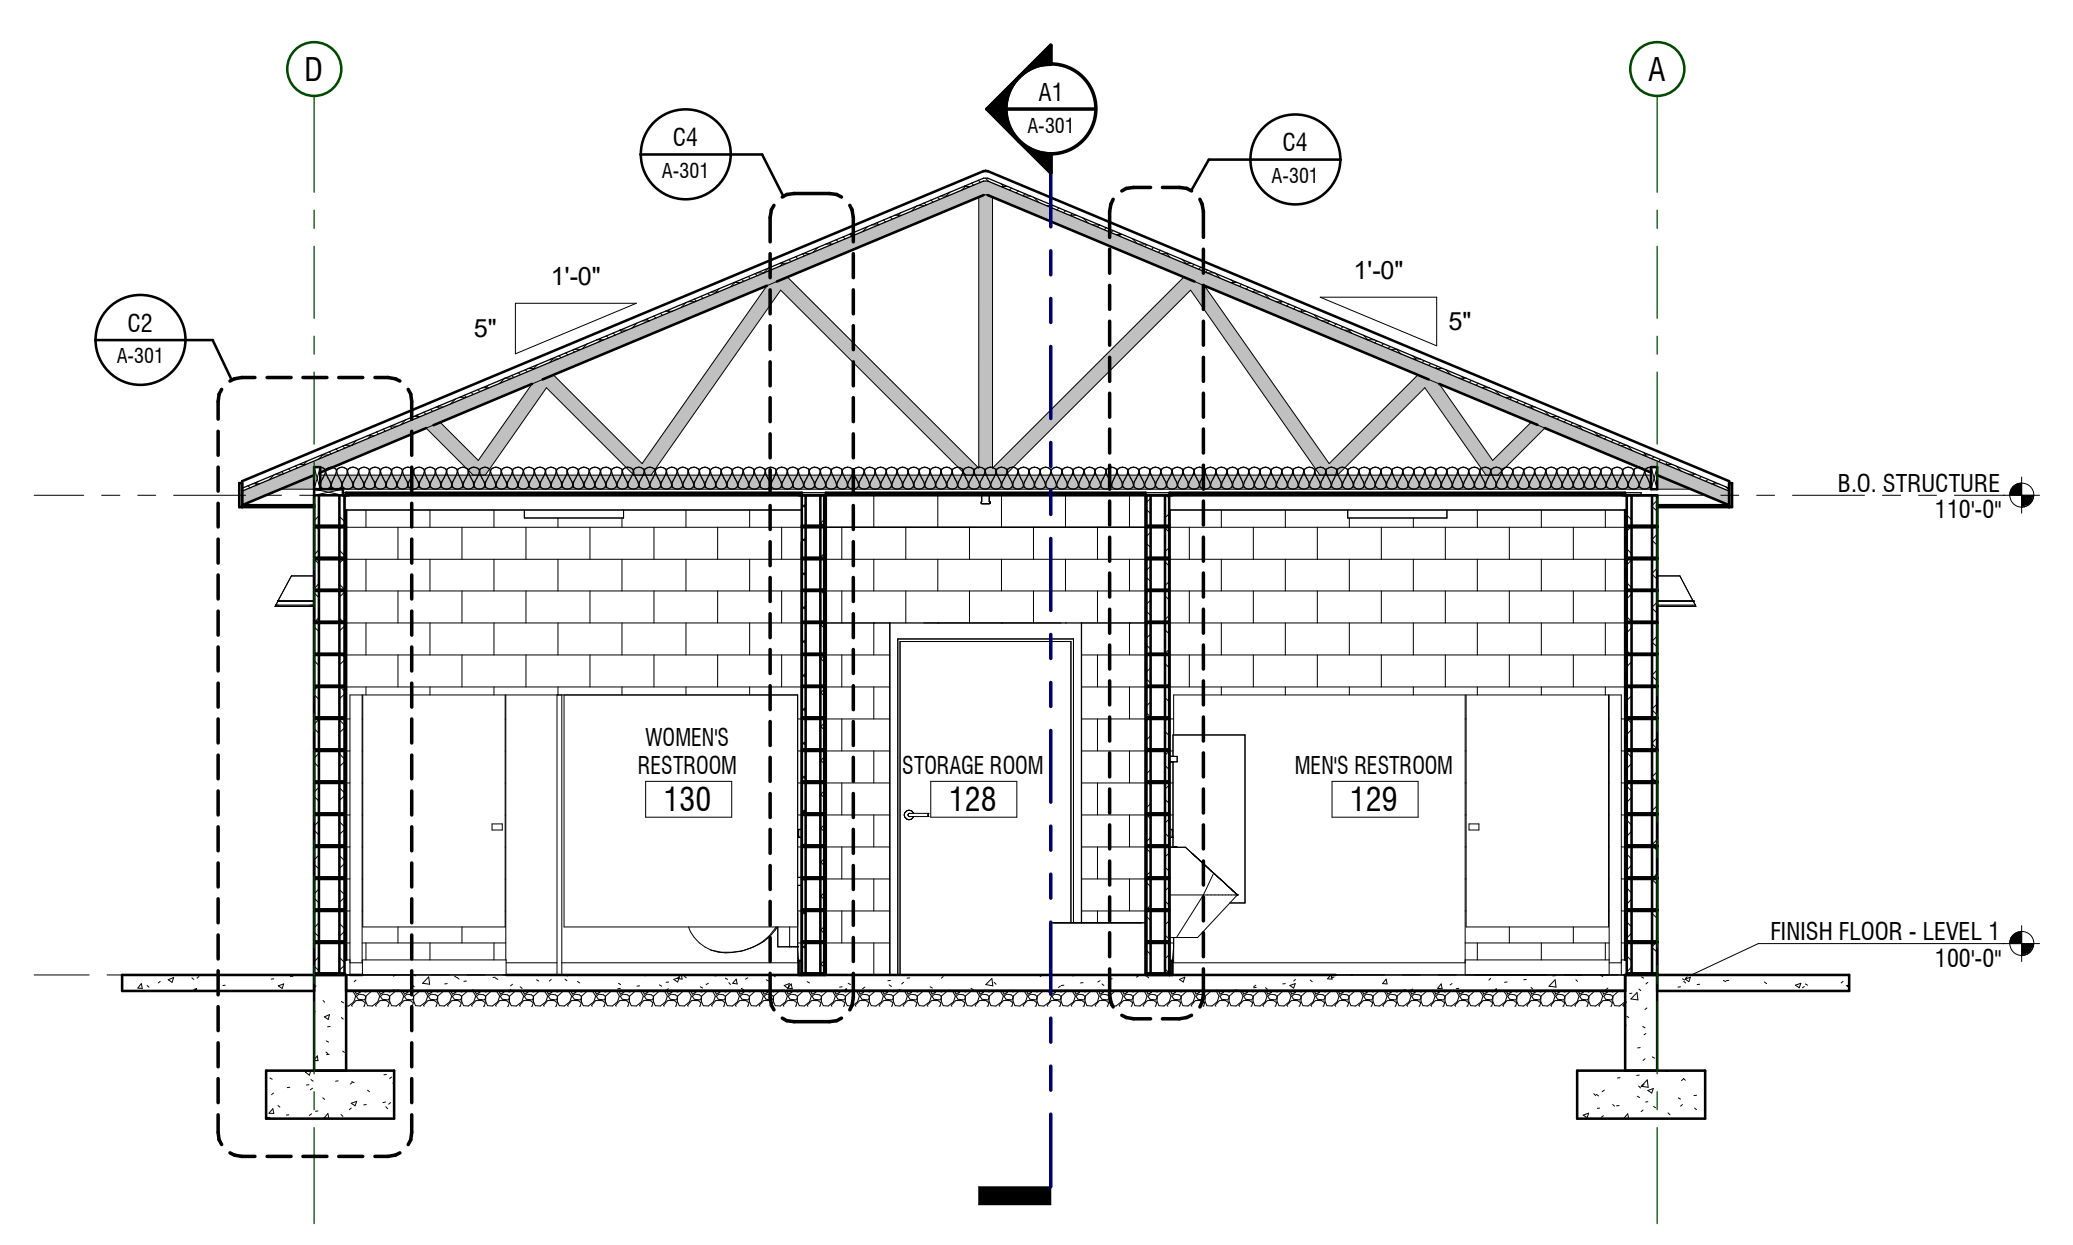 D
A
A1
A-301
C4
A-301
C4
A-301
1'-0"
5"
1'-0"
5"
C2
A-301
B.O. STRUCTURE
110'-0"
WOMEN'S
RESTROOM
130
STORAGE ROOM
128
MEN'S RESTROOM
129
FINISH FLOOR - LEVEL 1
100'-0"